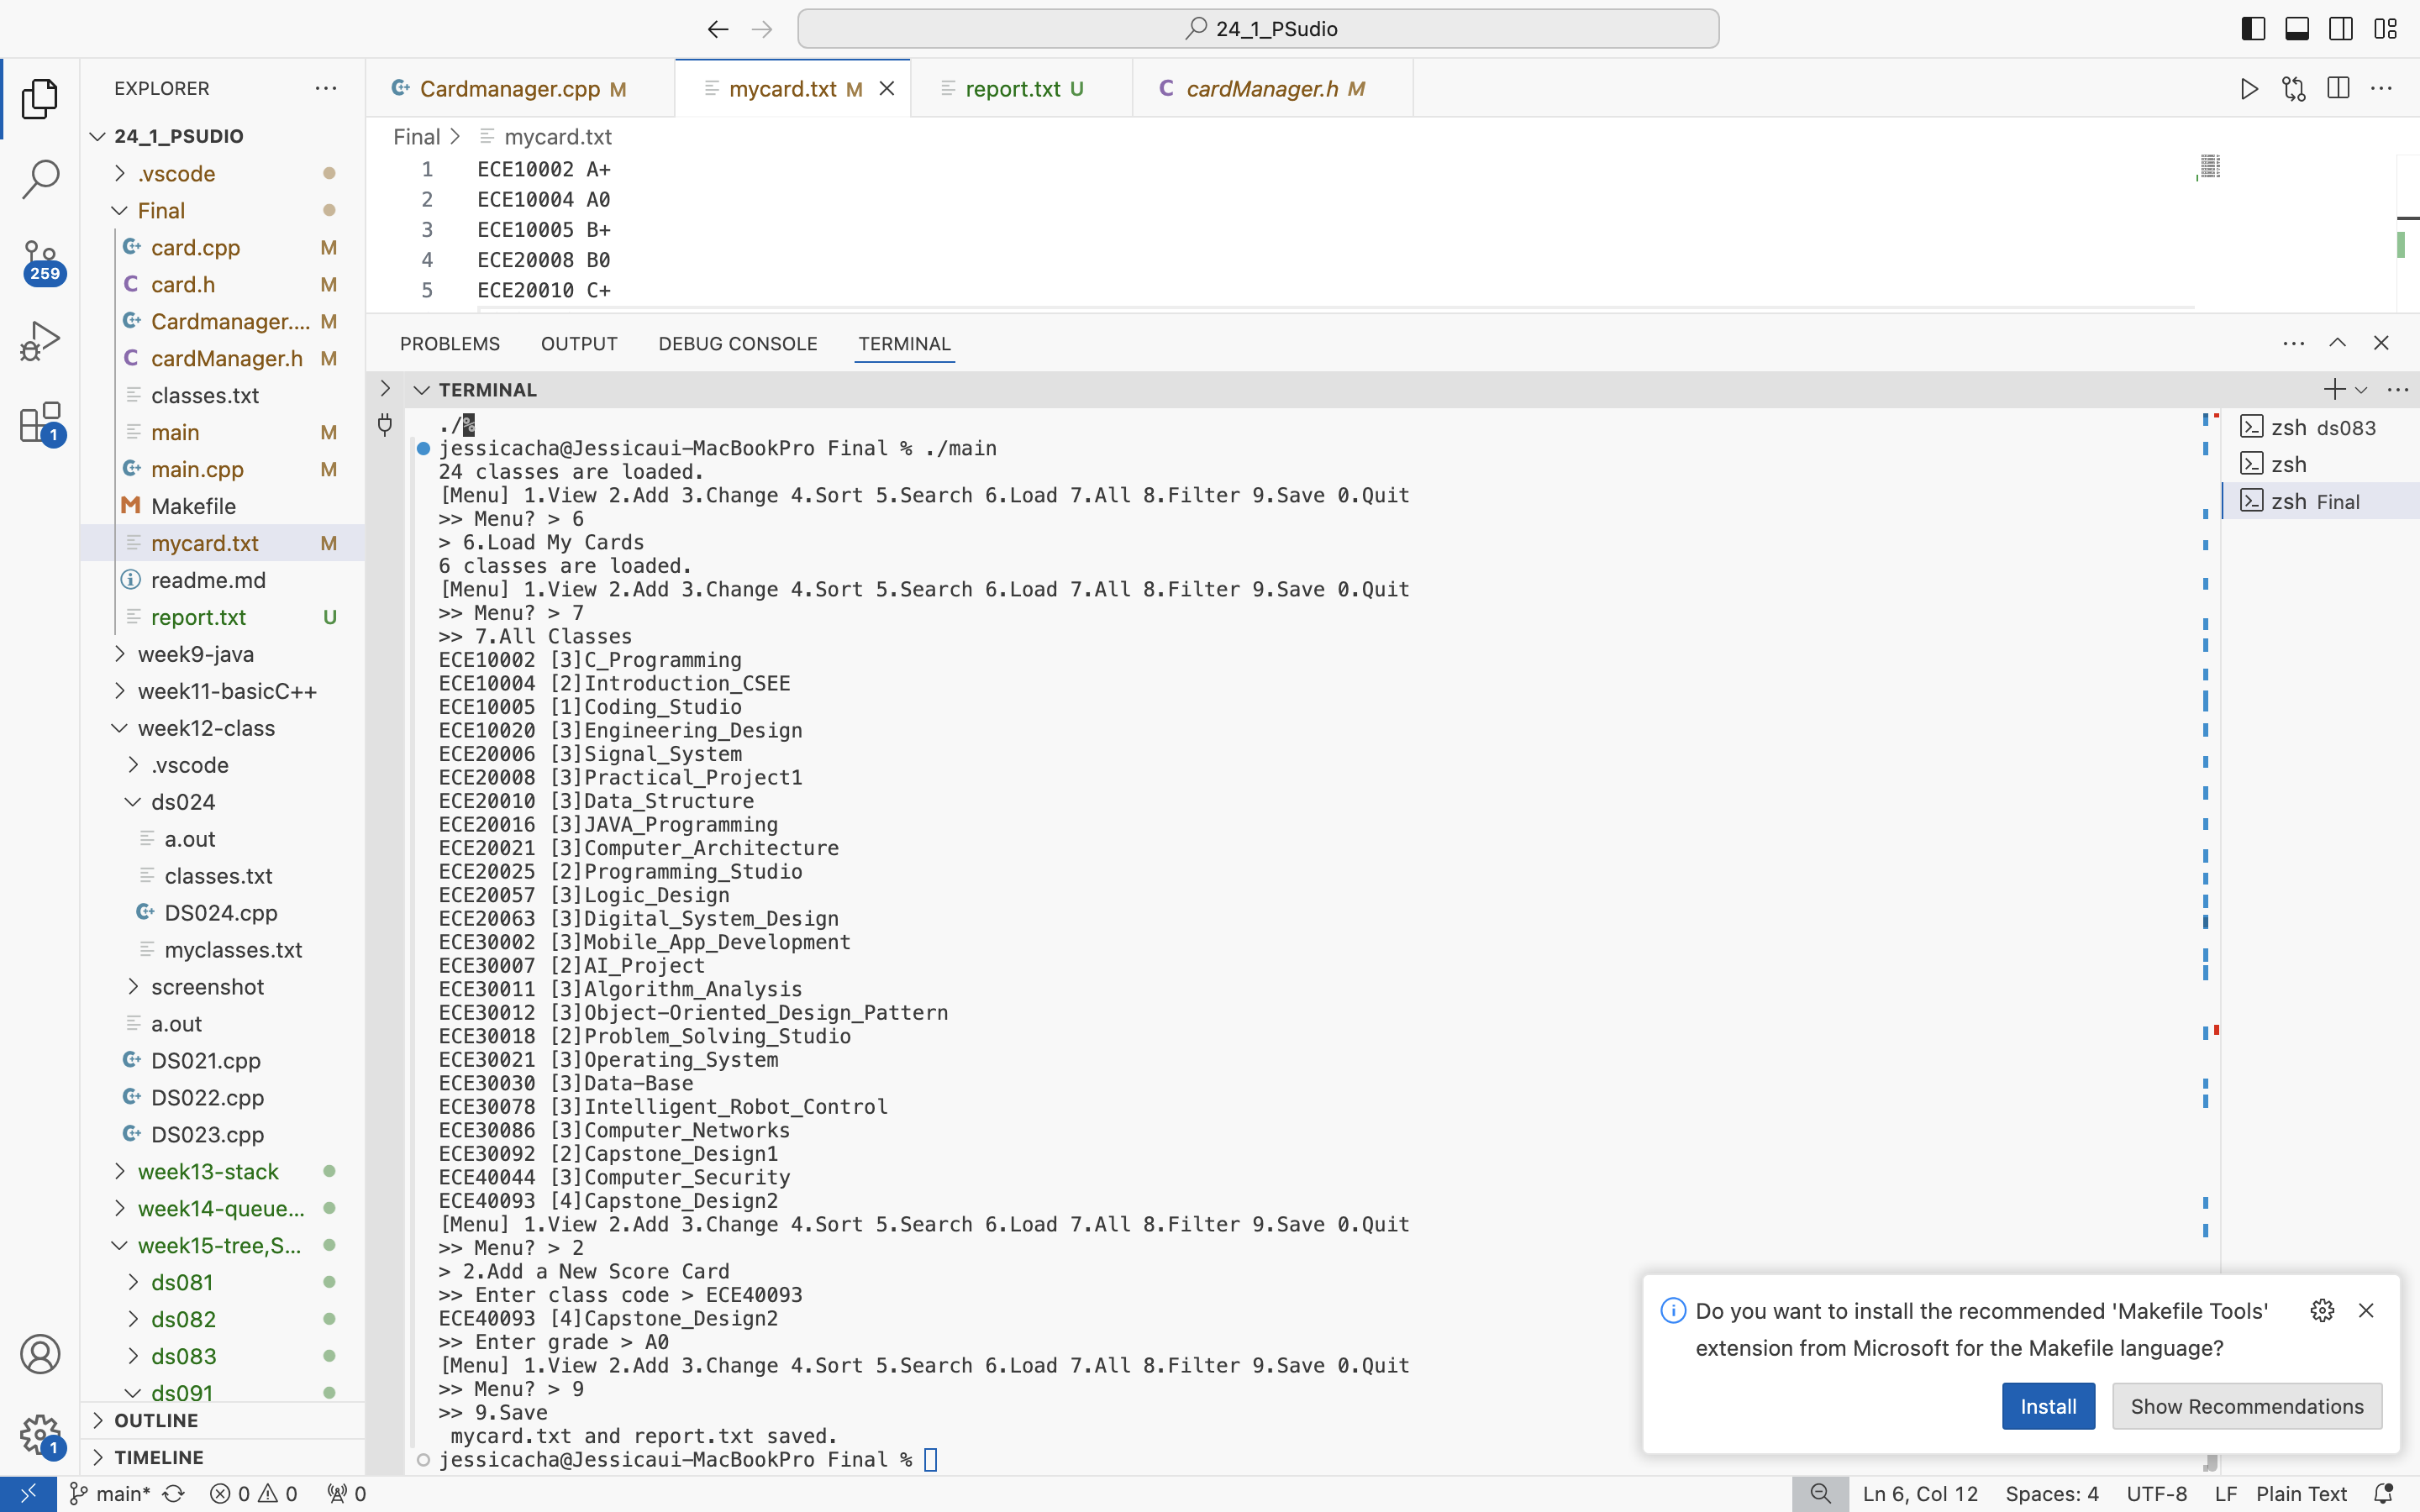 24_1_PSudio
EXPLORER
24_1_PSUDIO
.vscode
Final
card.cpp M
card.h M
Cardmanager.... M
cardManager.h M
classes.txt
main M
main.cpp M
Makefile
mycard.txt M
readme.md
report.txt U
week9-java
week11-basicC++
week12-class
.vscode
ds024
a.out
classes.txt
DS024.cpp
myclasses.txt
screenshot
a.out
DS021.cpp
DS022.cpp
DS023.cpp
week13-stack
week14-queue...
week15-tree,S...
ds081
ds082
ds083
ds091
OUTLINE
TIMELINE
259
1
1
Cardmanager.cpp M
mycard.txt M
report.txt U
cardManager.h M
Final > mycard.txt
1 ECE10002 A+
2 ECE10004 A0
3 ECE10005 B+
4 ECE20008 B0
5 ECE20010 C+
PROBLEMS OUTPUT DEBUG CONSOLE TERMINAL
TERMINAL
./%
jessicacha@Jessicaui-MacBookPro Final % ./main
24 classes are loaded.
[Menu] 1.View 2.Add 3.Change 4.Sort 5.Search 6.Load 7.All 8.Filter 9.Save 0.Quit
>> Menu? > 6
> 6.Load My Cards
6 classes are loaded.
[Menu] 1.View 2.Add 3.Change 4.Sort 5.Search 6.Load 7.All 8.Filter 9.Save 0.Quit
>> Menu? > 7
>> 7.All Classes
ECE10002 [3]C_Programming
ECE10004 [2]Introduction_CSEE
ECE10005 [1]Coding_Studio
ECE10020 [3]Engineering_Design
ECE20006 [3]Signal_System
ECE20008 [3]Practical_Project1
ECE20010 [3]Data_Structure
ECE20016 [3]JAVA_Programming
ECE20021 [3]Computer_Architecture
ECE20025 [2]Programming_Studio
ECE20057 [3]Logic_Design
ECE20063 [3]Digital_System_Design
ECE30002 [3]Mobile_App_Development
ECE30007 [2]AI_Project
ECE30011 [3]Algorithm_Analysis
ECE30012 [3]Object-Oriented_Design_Pattern
ECE30018 [2]Problem_Solving_Studio
ECE30021 [3]Operating_System
ECE30030 [3]Data-Base
ECE30078 [3]Intelligent_Robot_Control
ECE30086 [3]Computer_Networks
ECE30092 [2]Capstone_Design1
ECE40044 [3]Computer_Security
ECE40093 [4]Capstone_Design2
[Menu] 1.View 2.Add 3.Change 4.Sort 5.Search 6.Load 7.All 8.Filter 9.Save 0.Quit
>> Menu? > 2
> 2.Add a New Score Card
>> Enter class code > ECE40093
ECE40093 [4]Capstone_Design2
>> Enter grade > A0
[Menu] 1.View 2.Add 3.Change 4.Sort 5.Search 6.Load 7.All 8.Filter 9.Save 0.Quit
>> Menu? > 9
>> 9.Save
mycard.txt and report.txt saved.
jessicacha@Jessicaui-MacBookPro Final %
zsh ds083
zsh
zsh Final
Do you want to install the recommended 'Makefile Tools'
extension from Microsoft for the Makefile language?
Install Show Recommendations
main* 0 0 0 Ln 6, Col 12 Spaces: 4 UTF-8 LF Plain Text